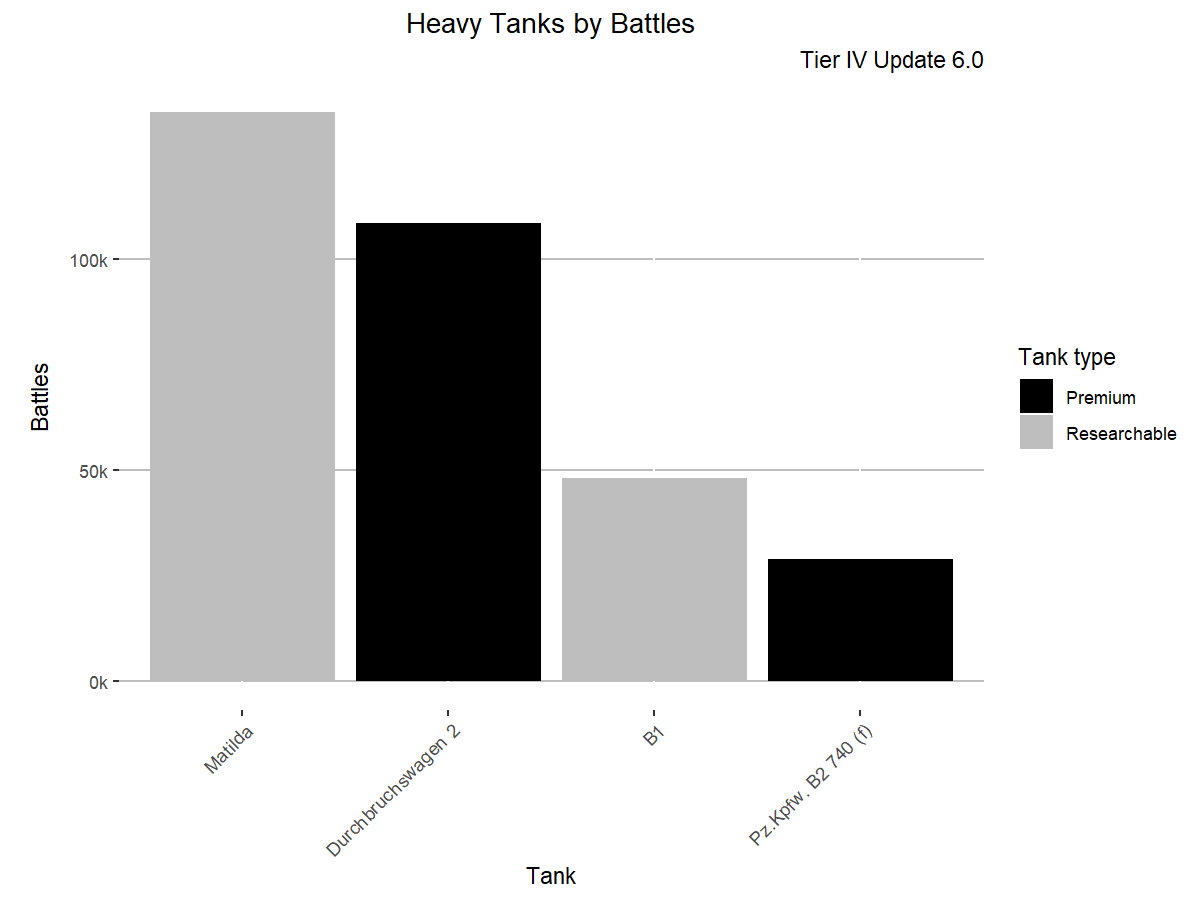 Heavy Tanks by Battles
Tier IV Update 6.0
Battles
100k
50k
0k
Matilda
Durchbruchswagen 2
B1
Pz.Kpfw. B2 740 (f)
Tank
Tank type
Premium
Researchable